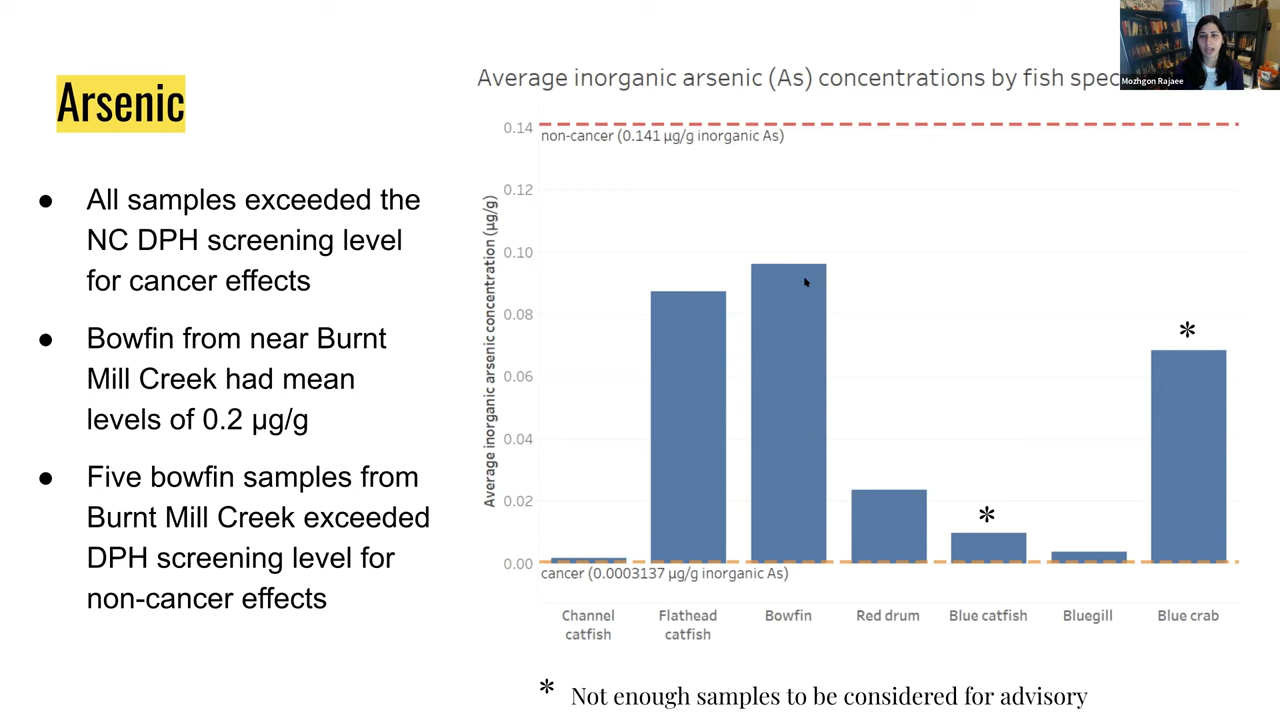 Mozhgon Rajaee
Arsenic
Average inorganic arsenic (As) concentrations by fish spec
● All samples exceeded the
NC DPH screening level
for cancer effects
● Bowfin from near Burnt
Mill Creek had mean
levels of 0.2 µg/g
● Five bowfin samples from
Burnt Mill Creek exceeded
DPH screening level for
non-cancer effects
Average inorganic arsenic concentration (µg/g)
0.14
0.12
0.10
0.08
0.06
0.04
0.02
0.00
non-cancer (0.141 µg/g inorganic As)
*
*
cancer (0.0003137 µg/g inorganic As)
Channel catfish
Flathead catfish
Bowfin
Red drum
Blue catfish
Bluegill
Blue crab
* Not enough samples to be considered for advisory